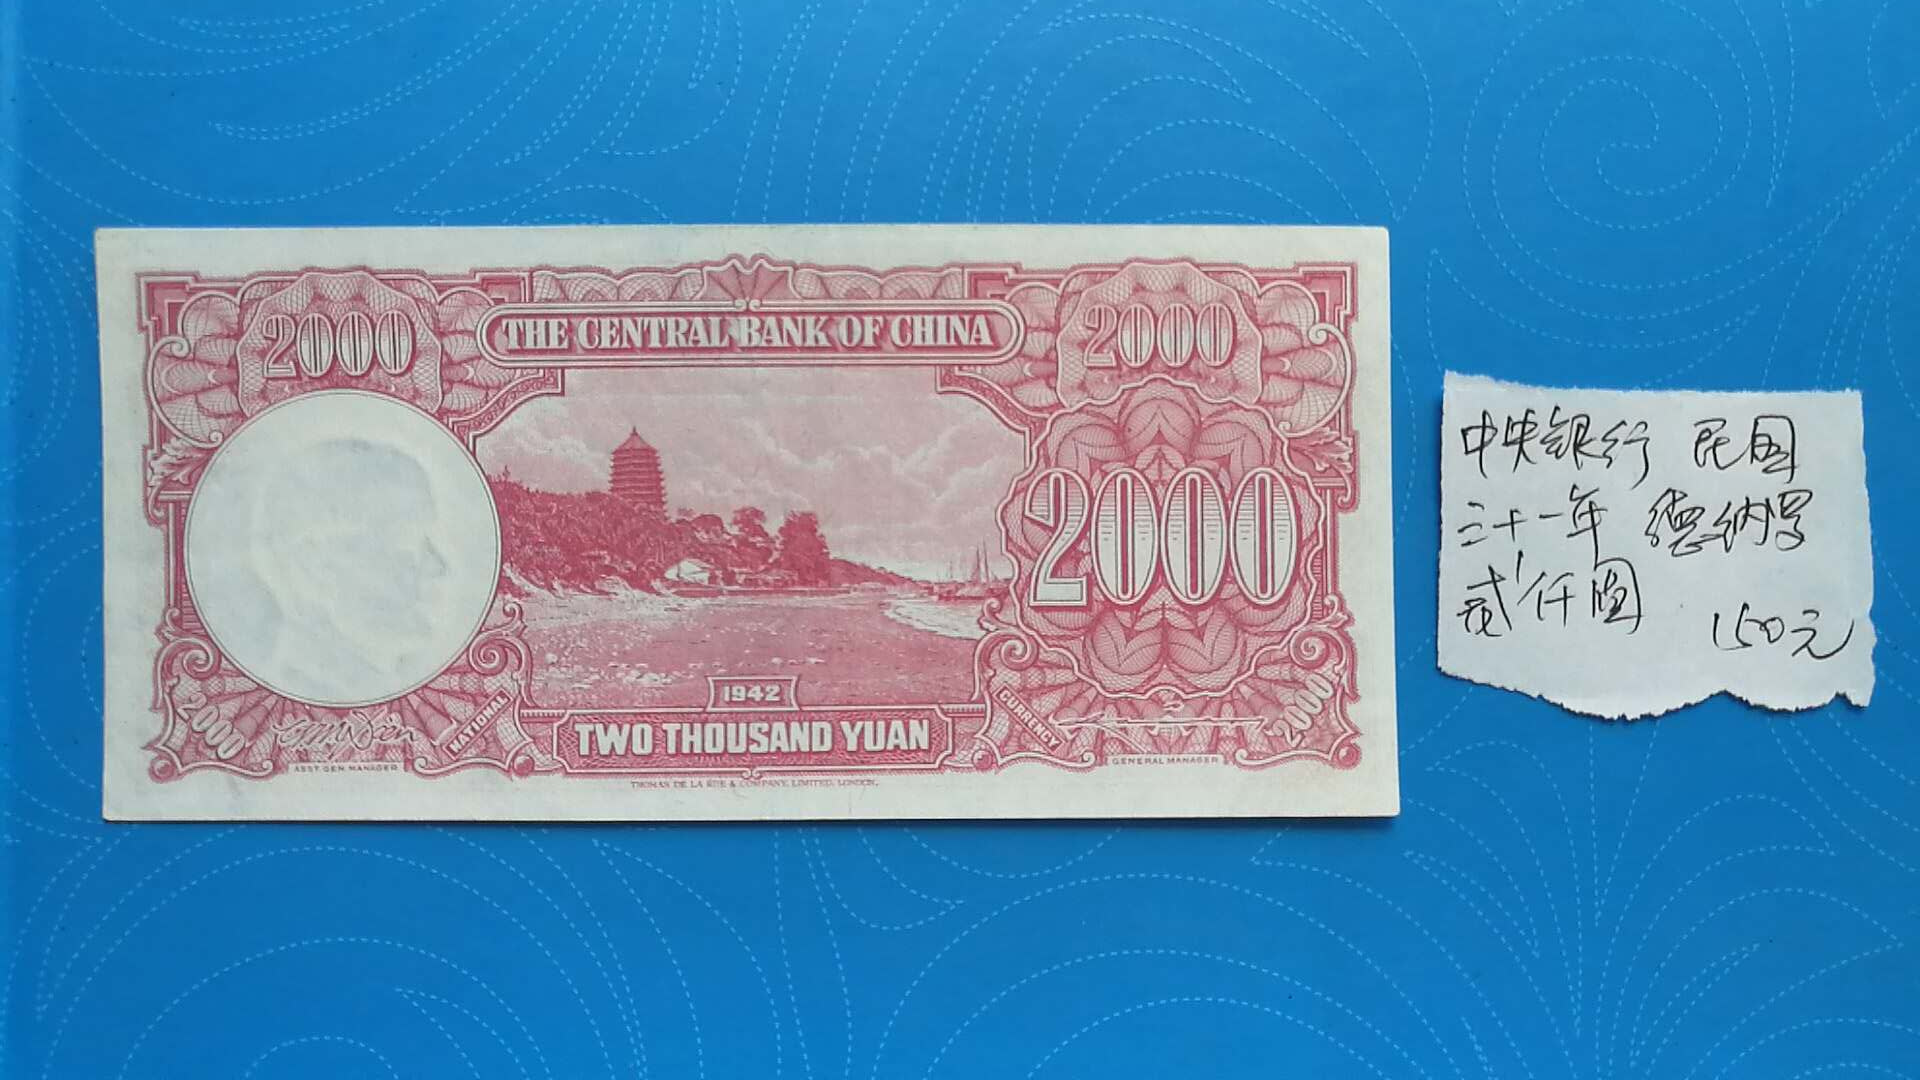 2000
THE CENTRAL BANK OF CHINA
2000
2000
1942
2000
NATIONAL
TWO THOUSAND YUAN
CURRENCY
2000
ASST. GEN. MANAGER
GENERAL MANAGER
THOMAS DE LA RUE & COMPANY, LIMITED, LONDON.
中央银行 民国
三十一年 德纳罗
贰仟圆
150元